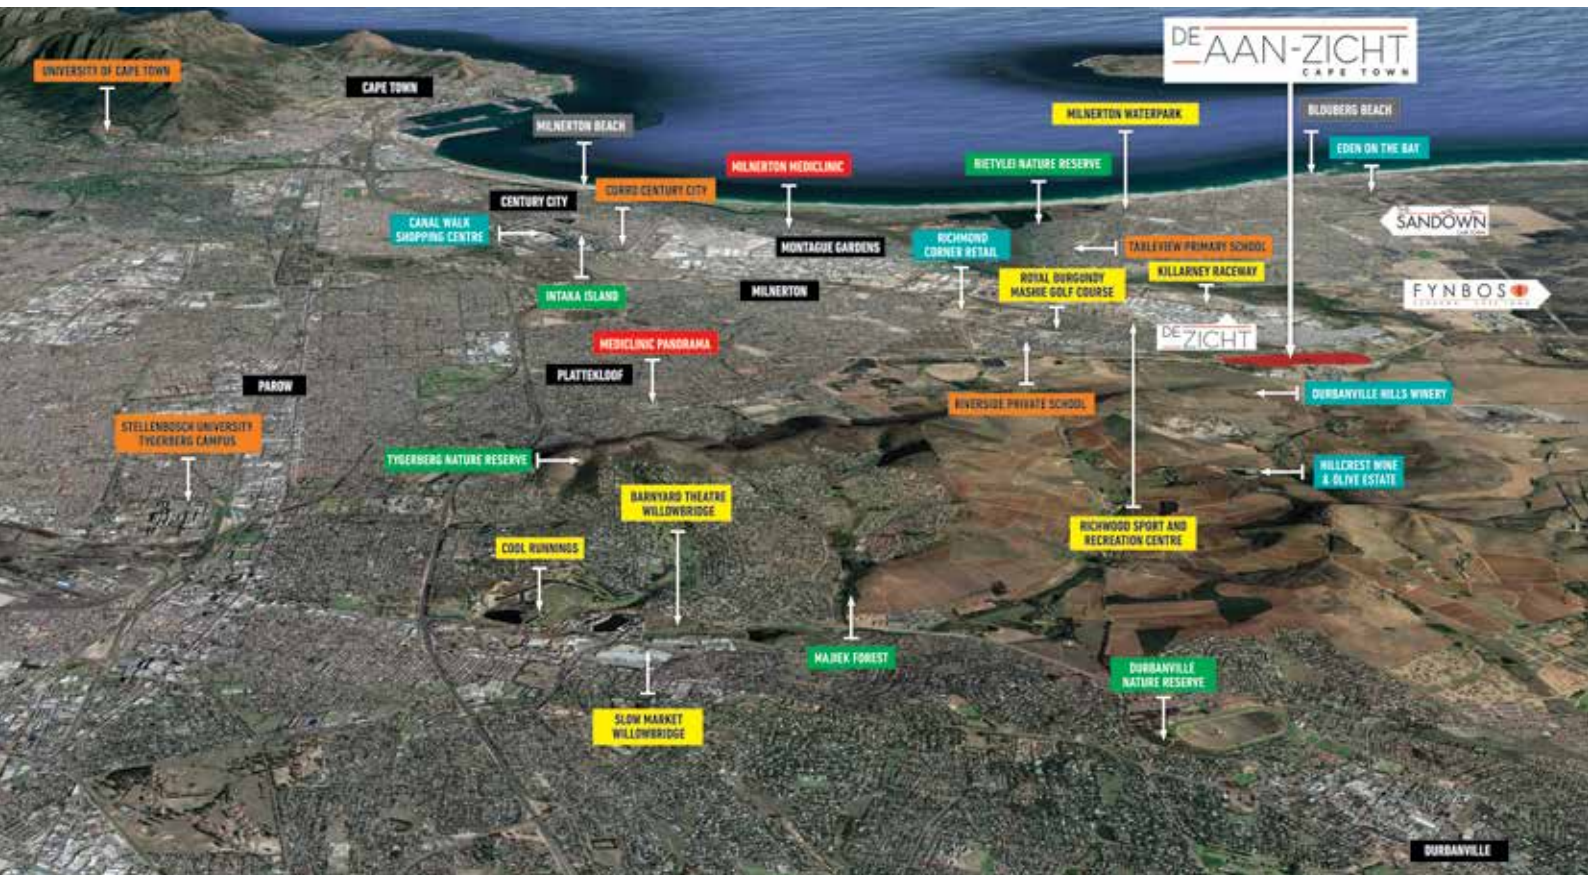 DE
AAN-ZICHT
CAPE TOWN
UNIVERSITY OF CAPE TOWN
CAPE TOWN
MILNERTON BEACH
MILNERTON WATERPARK
BLOUBERG BEACH
EDEN ON THE BAY
MILNERTON MEDICLINIC
RIETVLEI NATURE RESERVE
CENTURY CITY
CURRO CENTURY CITY
SANDOWN
CANAL WALK
SHOPPING CENTRE
MONTAGUE GARDENS
RICHMOND
CORNER RETAIL
TABLEVIEW PRIMARY SCHOOL
KILLARNEY RACEWAY
ROYAL BURGUNDY
MASHIE GOLF COURSE
INTAKA ISLAND
MILNERTON
FYNBOS
DE
ZICHT
MEDICLINIC PANORAMA
PLATTEKLOOF
PAROW
RIVERSIDE PRIVATE SCHOOL
DURBANVILLE HILLS WINERY
STELLENBOSCH UNIVERSITY
TYGERBERG CAMPUS
TYGERBERG NATURE RESERVE
HILLCREST WINE
& OLIVE ESTATE
BARNYARD THEATRE
WILLOWBRIDGE
RICHWOOD SPORT AND
RECREATION CENTRE
COOL RUNNINGS
MAJIEK FOREST
DURBANVILLE
NATURE RESERVE
SLOW MARKET
WILLOWBRIDGE
DURBANVILLE